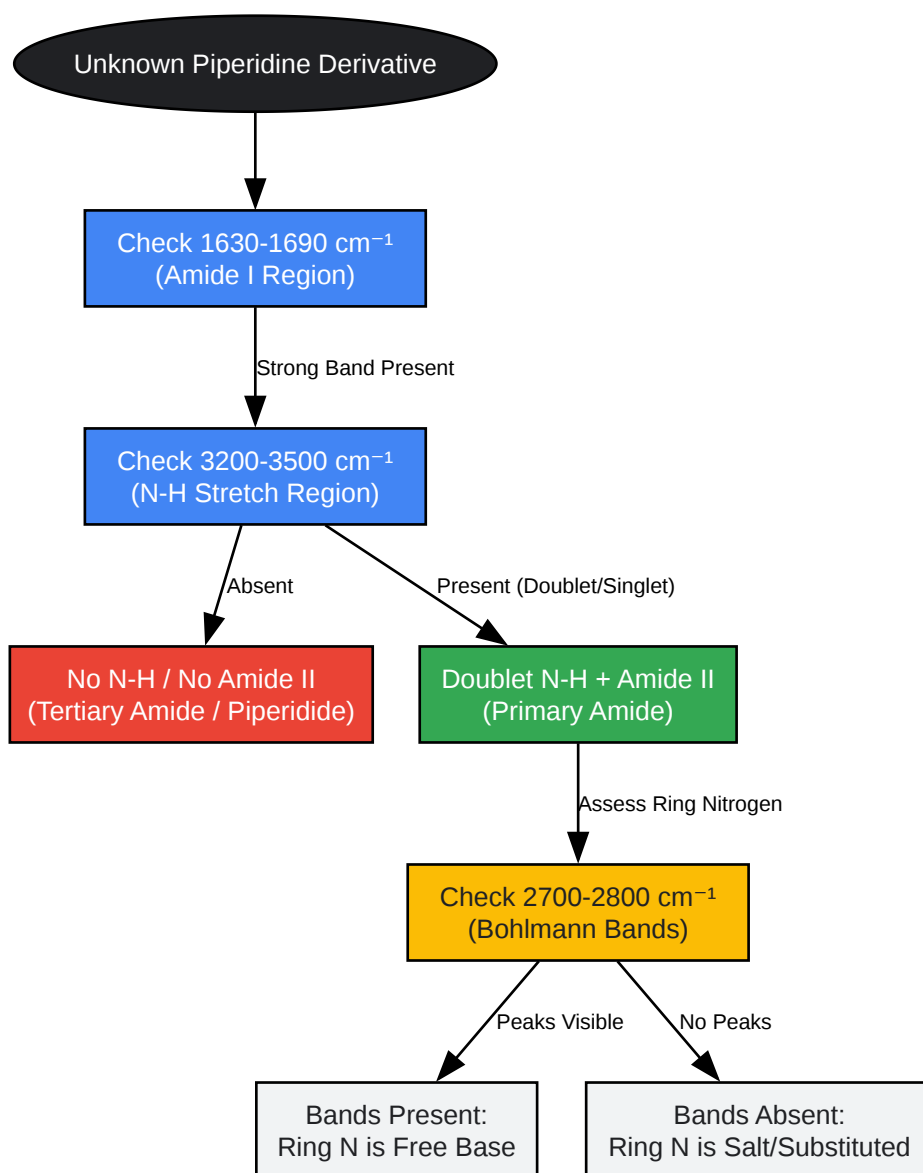 Unknown Piperidine Derivative
Check 1630-1690 cm⁻¹
(Amide I Region)
Strong Band Present
Check 3200-3500 cm⁻¹
(N-H Stretch Region)
Absent
Present (Doublet/Singlet)
No N-H / No Amide II
(Tertiary Amide / Piperidide)
Doublet N-H + Amide II
(Primary Amide)
Assess Ring Nitrogen
Check 2700-2800 cm⁻¹
(Bohlmann Bands)
Peaks Visible
No Peaks
Bands Present:
Ring N is Free Base
Bands Absent:
Ring N is Salt/Substituted